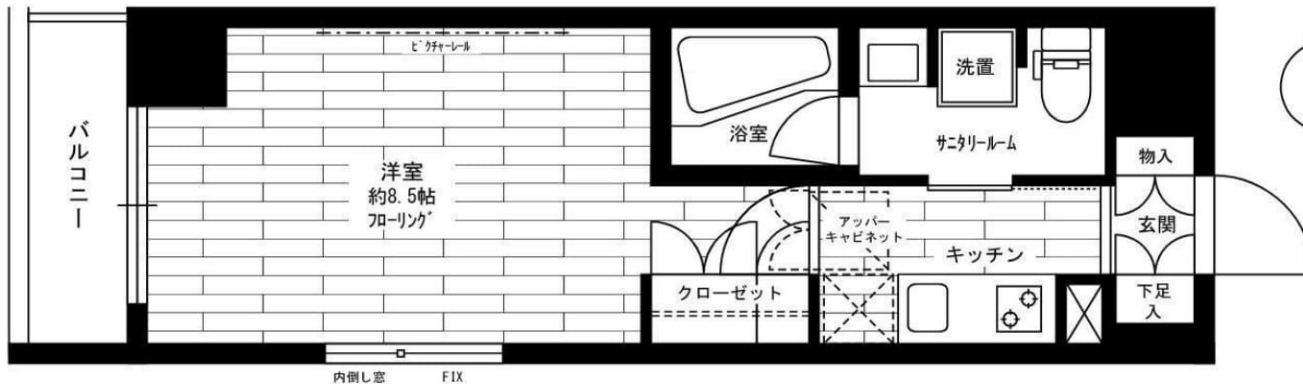 ピクチャーレール
洗置
浴室
サニタリールーム
バルコニー
洋室
約8.5帖
フローリング
物入
アッパー
キャビネット
玄関
キッチン
クローゼット
下足
入
内倒し窓
FIX